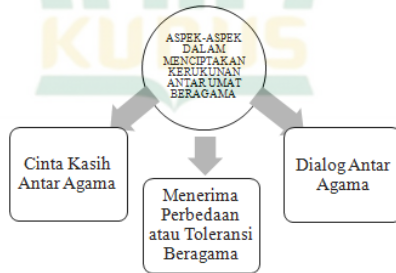 KUDUS
ASPEK-ASPEK
DALAM
MENCIPTAKAN
KERUKUNAN
ANTAR UMAT
BERAGAMA
Cinta Kasih
Antar Agama
Menerima
Perbedaan
atau Toleransi
Beragama
Dialog Antar
Agama